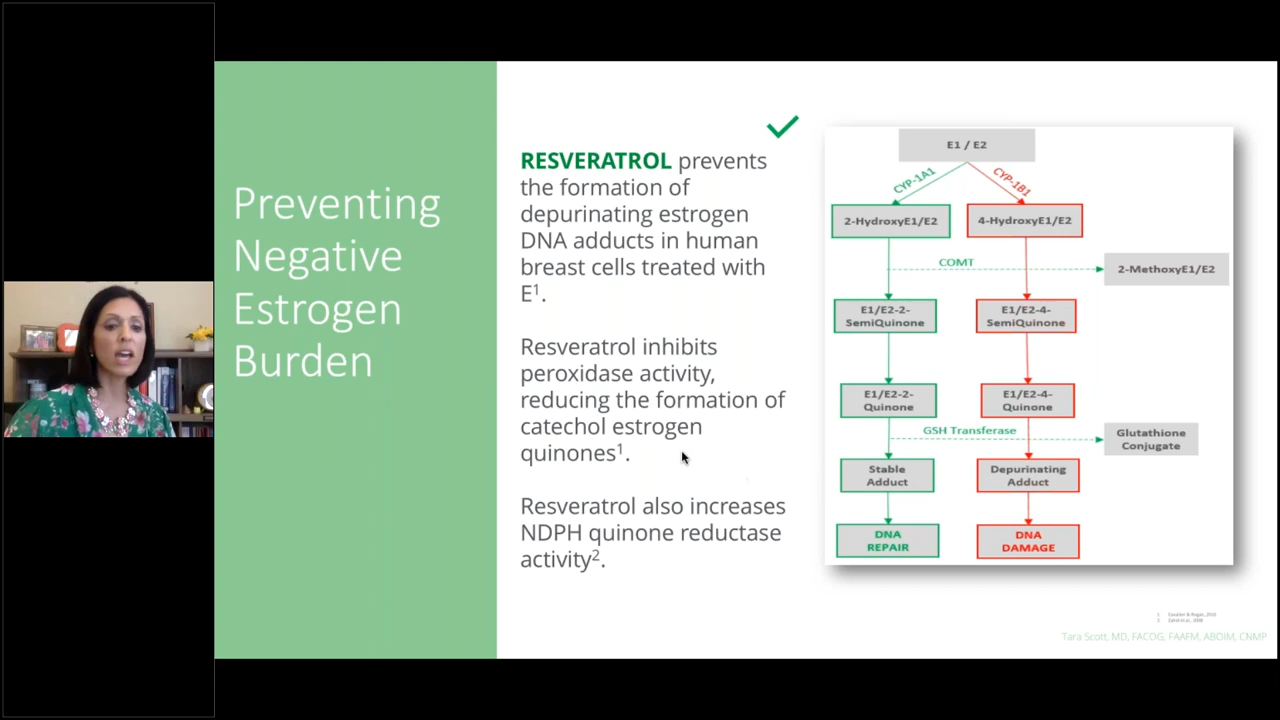 Preventing
Negative
Estrogen
Burden
RESVERATROL prevents
the formation of
depurinating estrogen
DNA adducts in human
breast cells treated with
E¹.
Resveratrol inhibits
peroxidase activity,
reducing the formation of
catechol estrogen
quinones¹.
Resveratrol also increases
NDPH quinone reductase
activity².
E1 / E2
CYP-1A1
CYP-1B1
2-HydroxyE1/E2
4-HydroxyE1/E2
COMT
2-MethoxyE1/E2
E1/E2-2-
SemiQuinone
E1/E2-4-
SemiQuinone
E1/E2-2-
Quinone
E1/E2-4-
Quinone
GSH Transferase
Glutathione
Conjugate
Stable
Adduct
Depurinating
Adduct
DNA
REPAIR
DNA
DAMAGE
Tara Scott, MD, FACOG, FAAFM, ABOIM, CNMP